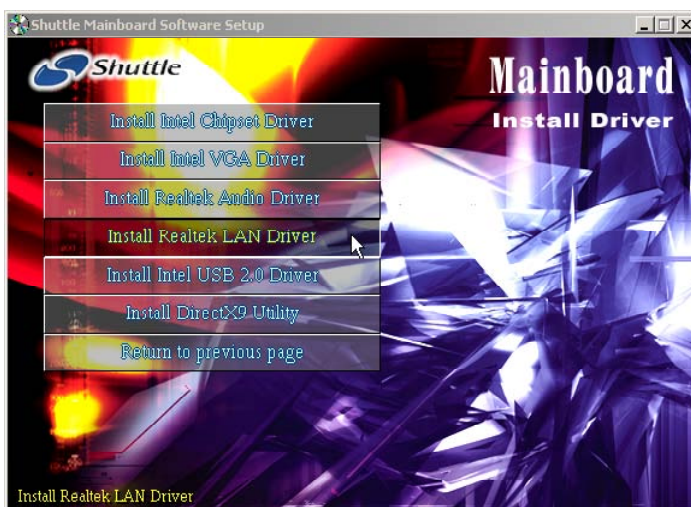 Shuttle Mainboard Software Setup
Shuttle
Mainboard
Install Driver
Install Intel Chipset Driver
Install Intel VGA Driver
Install Realtek Audio Driver
Install Realtek LAN Driver
Install Intel USB 2.0 Driver
Install DirectX9 Utility
Return to previous page
Install Realtek LAN Driver